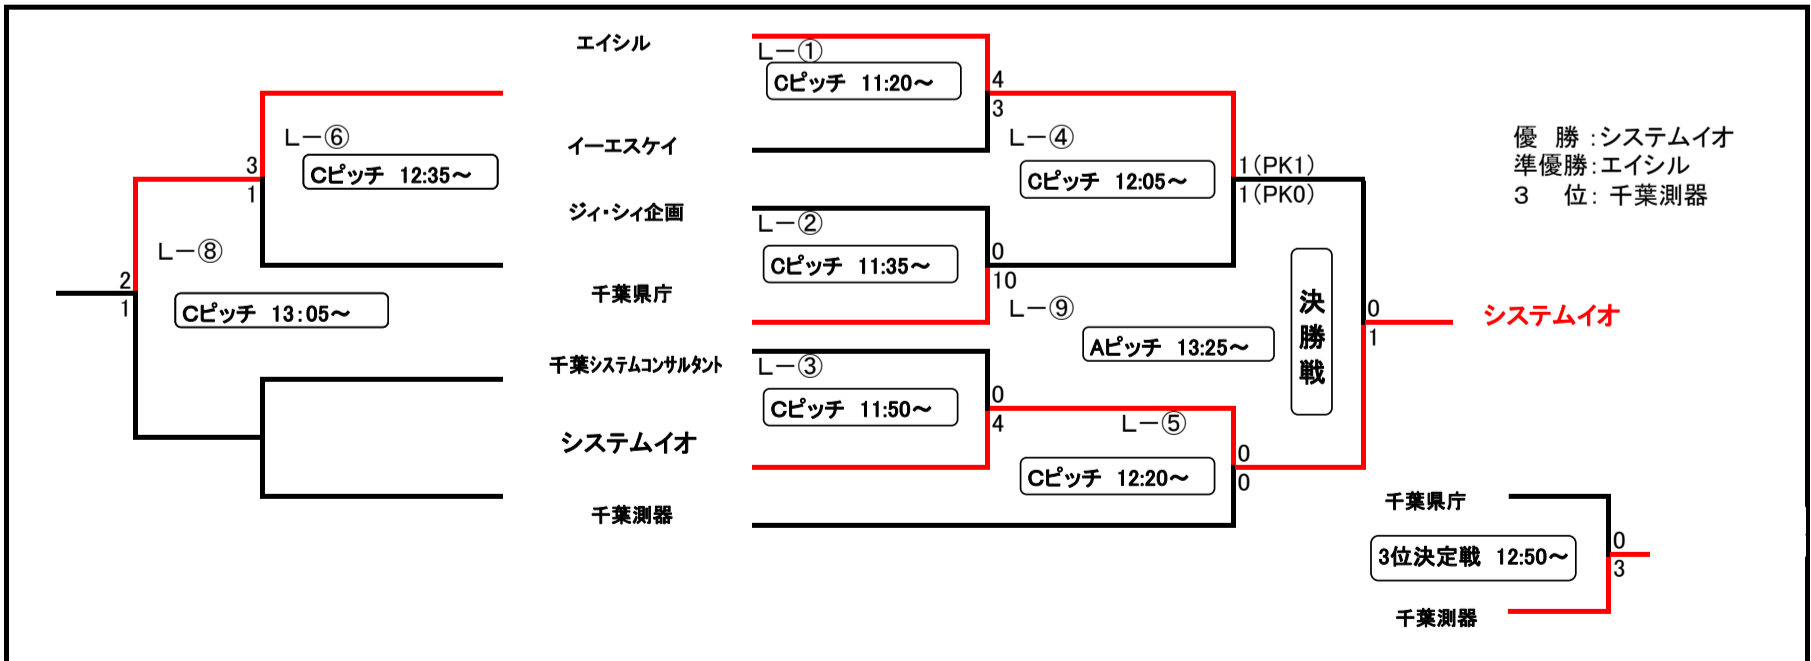 エイシル
イーエスケイ
ジィ・シィ企画
千葉県庁
千葉システムコンサルタント
システムイオ
千葉測器
L－⑥
Cピッチ 12:35～
3
1
L－⑧
Cピッチ 13:05～
2
1
L－①
Cピッチ 11:20～
4
3
L－②
Cピッチ 11:35～
0
10
L－③
Cピッチ 11:50～
0
4
L－④
Cピッチ 12:05～
1(PK1)
1(PK0)
L－⑤
Cピッチ 12:20～
0
0
L－⑨
Aピッチ 13:25～
決勝戦
0
1
システムイオ
優 勝:システムイオ
準優勝:エイシル
3 位: 千葉測器
千葉県庁
3位決定戦 12:50～
0
3
千葉測器